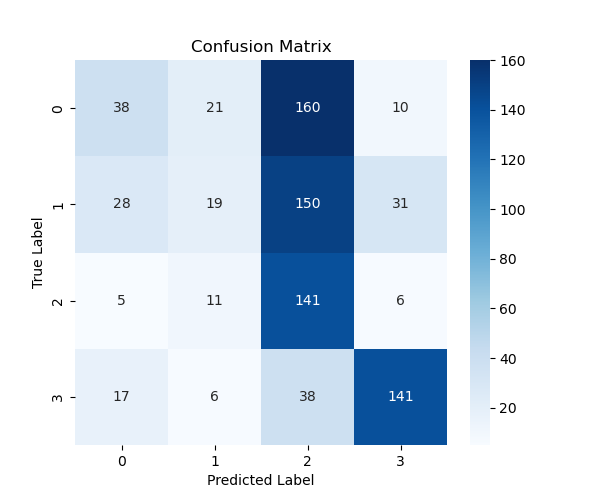 Confusion Matrix
True Label
0 38 21 160 10
1 28 19 150 31
2 5 11 141 6
3 17 6 38 141
0 1 2 3
Predicted Label
160
140
120
100
80
60
40
20